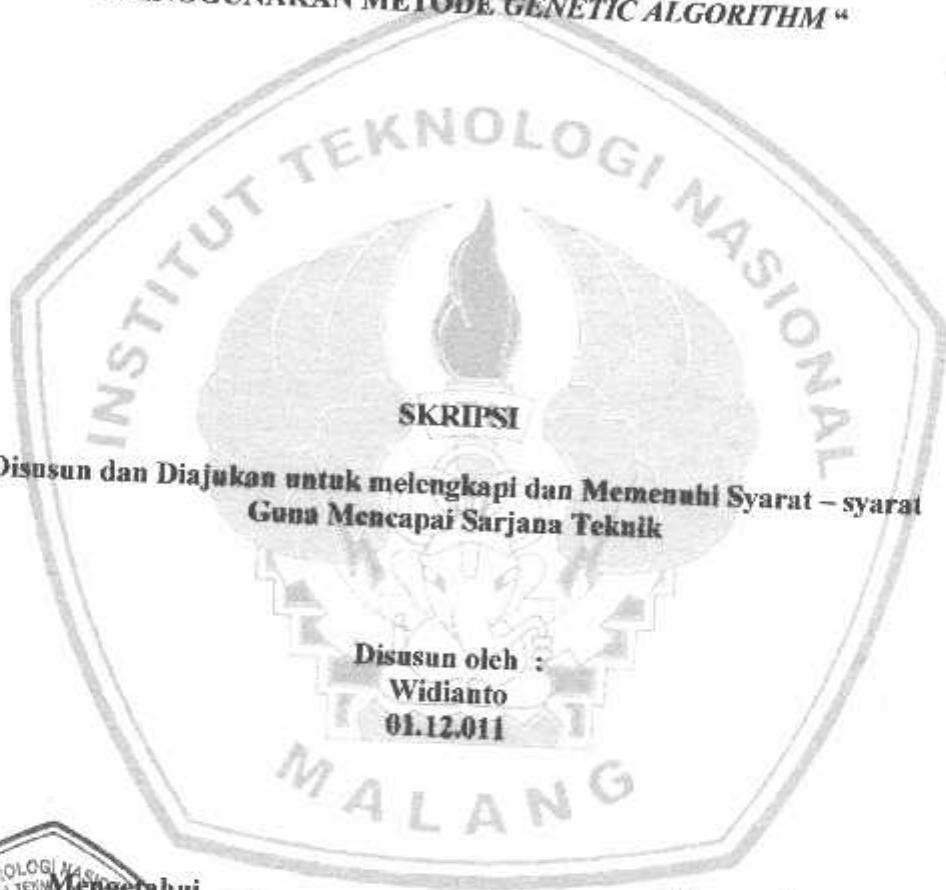 MENGGUNAKAN METODE GENETIC ALGORITHM “
INSTITUT TEKNOLOGI NASIONAL
SKRIPSI
Disusun dan Diajukan untuk melengkapi dan Memenuhi Syarat – syarat
Guna Mencapai Sarjana Teknik
Disusun oleh :
Widianto
01.12.011
MALANG
Mengetahui